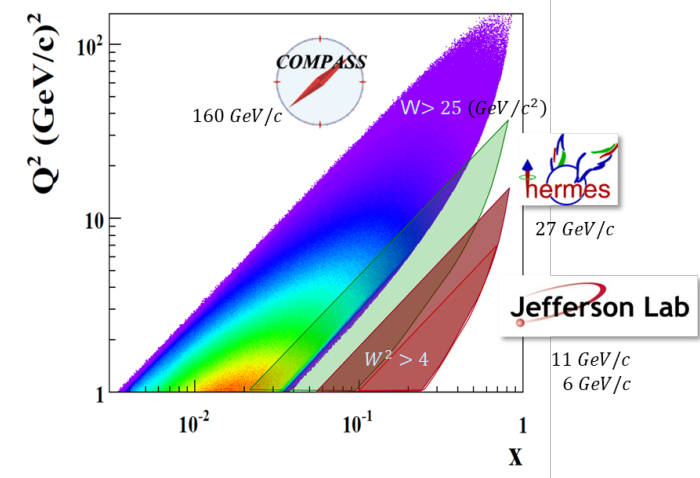 Q² (GeV/c)²
10²
COMPASS
160 GeV/c
W> 25 (GeV/c²)
hermes
10
27 GeV/c
Jefferson Lab
W² > 4
11 GeV/c
6 GeV/c
1
10⁻²
10⁻¹
1
X